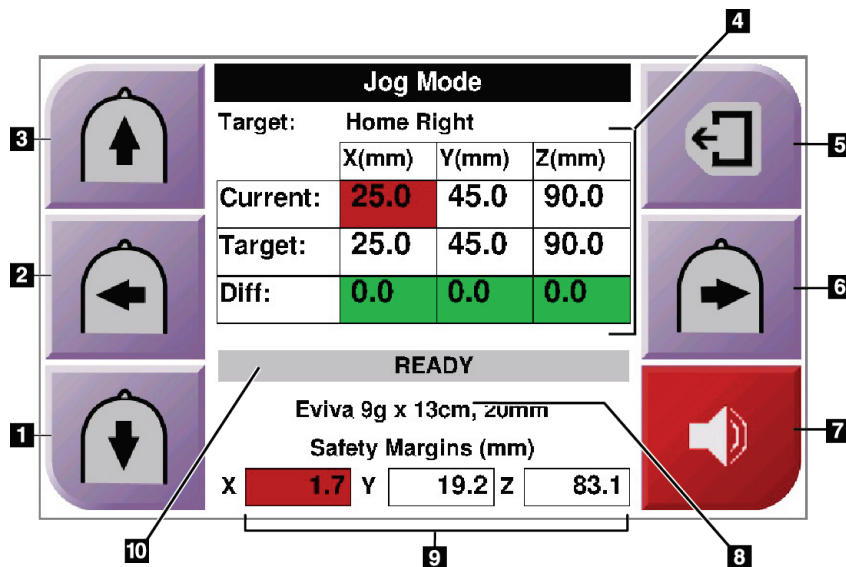 4
Jog Mode
3
Target: Home Right
5
X(mm) Y(mm) Z(mm)
Current: 25.0 45.0 90.0
Target: 25.0 45.0 90.0
2
6
Diff: 0.0 0.0 0.0
READY
Eviva 9g x 13cm, 20mm
1
7
Safety Margins (mm)
X 1.7 Y 19.2 Z 83.1
10
9
8